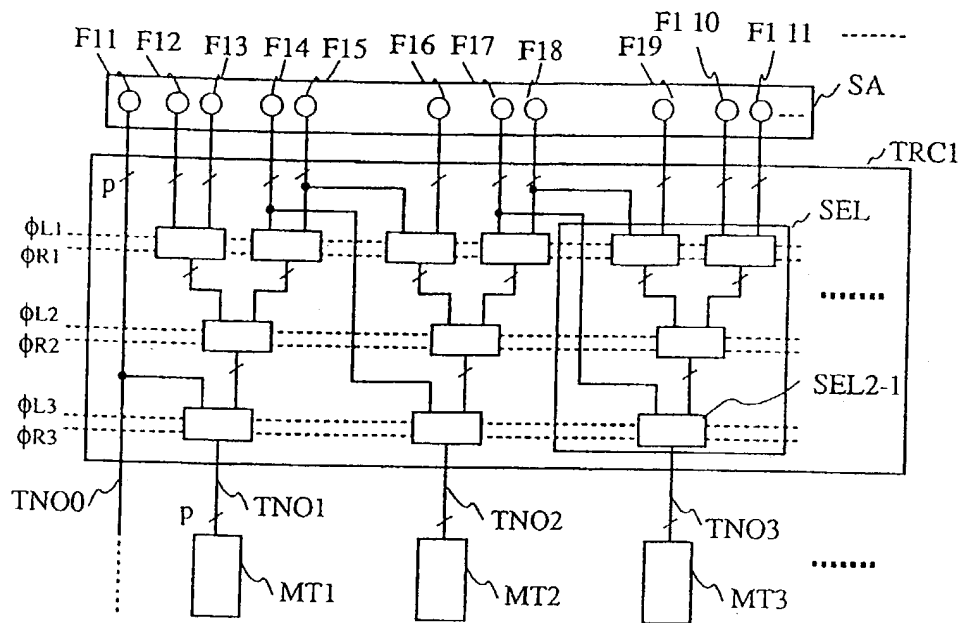 F11 F12 F13 F14 F15 F16 F17 F18 F19 F1 10 F1 11
SA
TRC1
p
SEL
ϕL1
ϕR1
ϕL2
ϕR2
SEL2-1
ϕL3
ϕR3
TNO0 TNO1 TNO2 TNO3
p
MT1 MT2 MT3